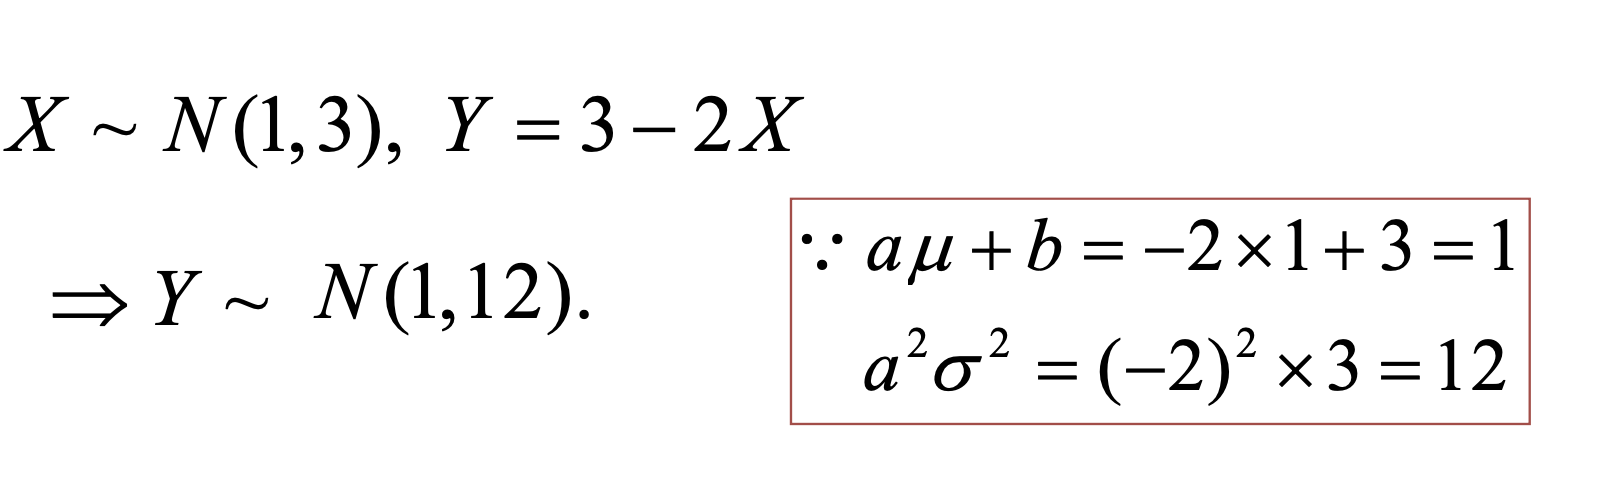 X ~ N(1,3), Y = 3 − 2X
⇒ Y ~ N(1,12).
∵ aμ + b = −2×1+3 = 1
a²σ² = (−2)² ×3 = 12